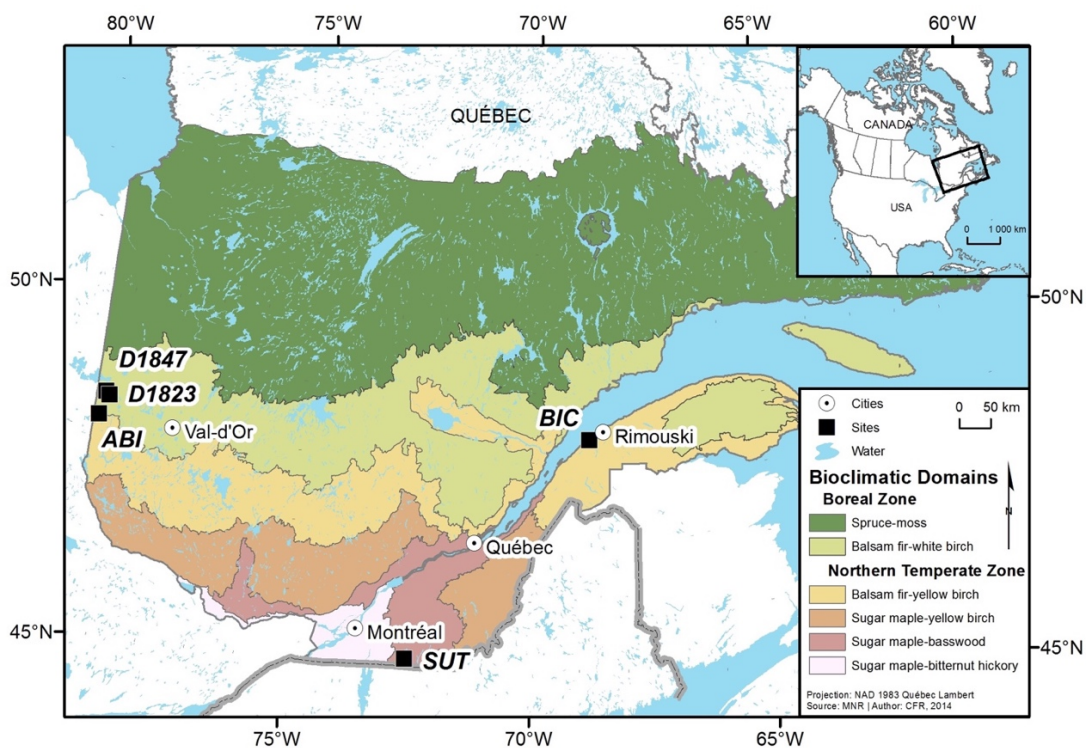 80°W
75°W
70°W
65°W
60°W
QUÉBEC
CANADA
USA
0 1 000 km
50°N
50°N
D1847
D1823
ABI
Val-d'Or
BIC
Rimouski
Québec
Montréal
SUT
45°N
45°N
Cities
Sites
Water
0 50 km
Bioclimatic Domains
Boreal Zone
Spruce-moss
Balsam fir-white birch
N
Northern Temperate Zone
Balsam fir-yellow birch
Sugar maple-yellow birch
Sugar maple-basswood
Sugar maple-bitternut hickory
Projection: NAD 1983 Québec Lambert
Source: MNR | Author: CFR, 2014
75°W
70°W
65°W